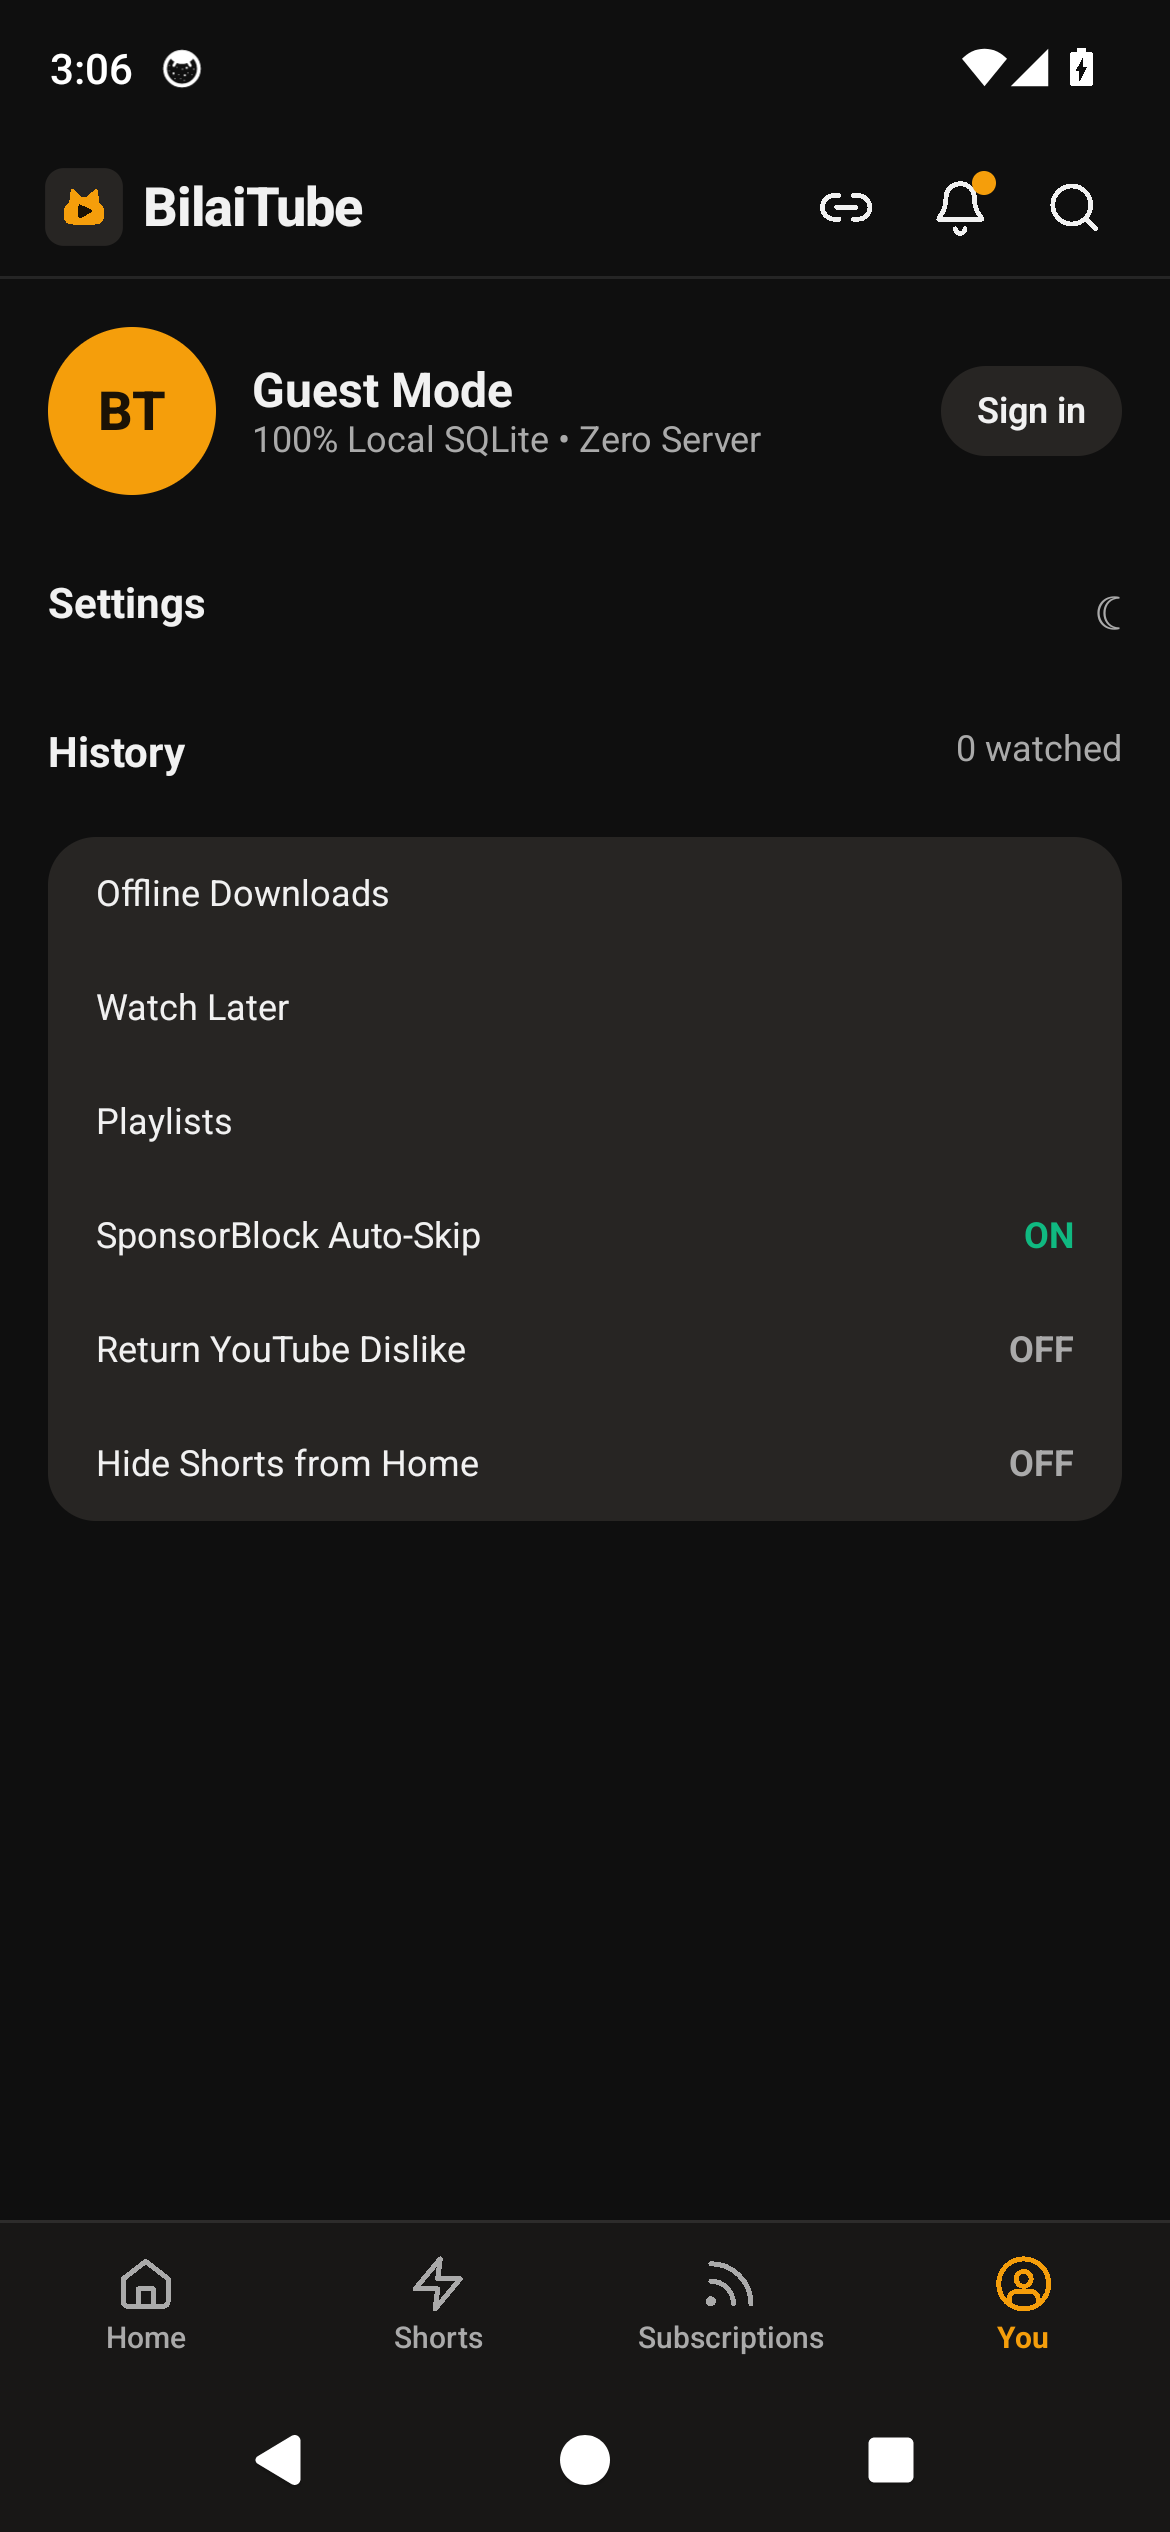 3:06
BilaiTube
BT
Guest Mode
100% Local SQLite • Zero Server
Sign in
Settings
History
0 watched
Offline Downloads
Watch Later
Playlists
SponsorBlock Auto-Skip
ON
Return YouTube Dislike
OFF
Hide Shorts from Home
OFF
Home
Shorts
Subscriptions
You